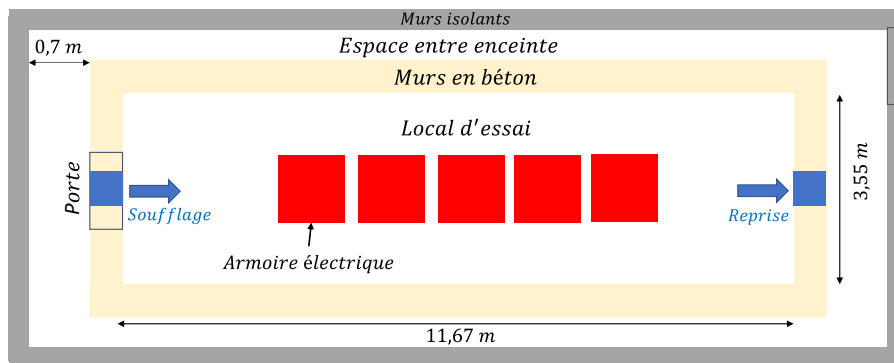 Murs isolants
0,7 m
Espace entre enceinte
Murs en béton
Local d'essai
Porte
Soufflage
Reprise
3,55 m
Armoire électrique
11,67 m